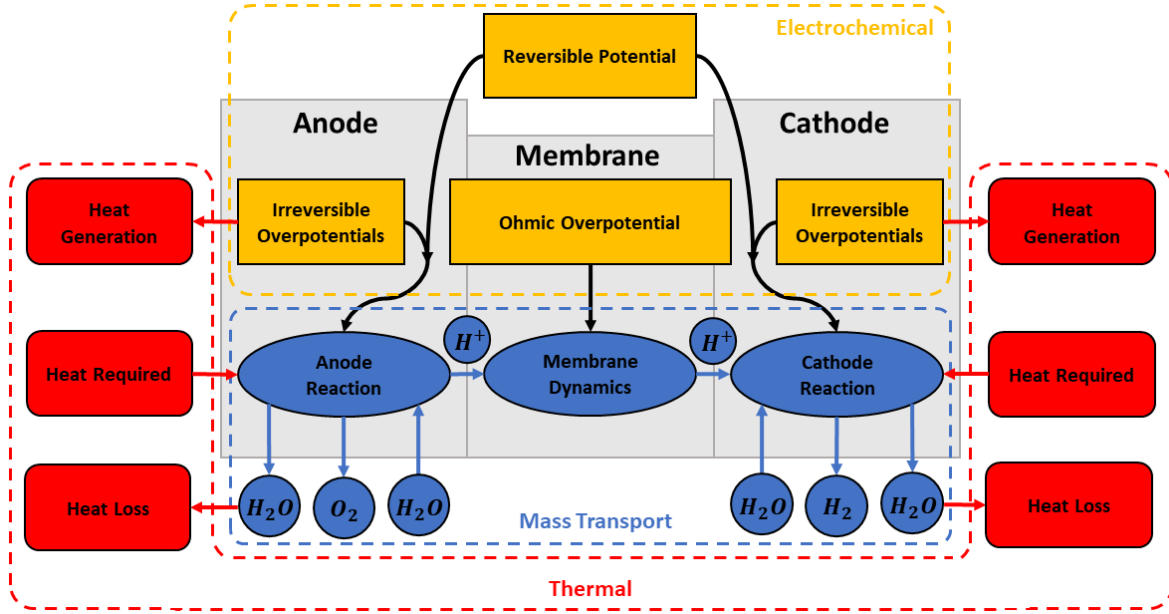 Electrochemical
Reversible Potential
Anode
Cathode
Membrane
Heat
Generation
Irreversible
Overpotentials
Ohmic Overpotential
Irreversible
Overpotentials
Heat
Generation
H⁺
H⁺
Heat Required
Anode
Reaction
Membrane
Dynamics
Cathode
Reaction
Heat Required
Heat Loss
H₂O
O₂
H₂O
Mass Transport
H₂O
H₂
H₂O
Heat Loss
Thermal